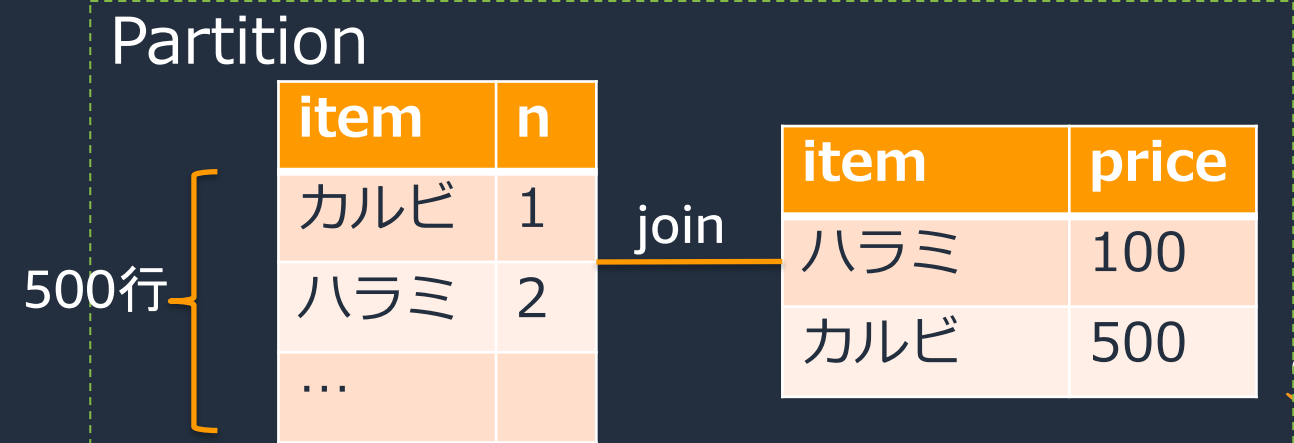 Partition
item n
カルビ 1
ハラミ 2
…
500行
join
item price
ハラミ 100
カルビ 500